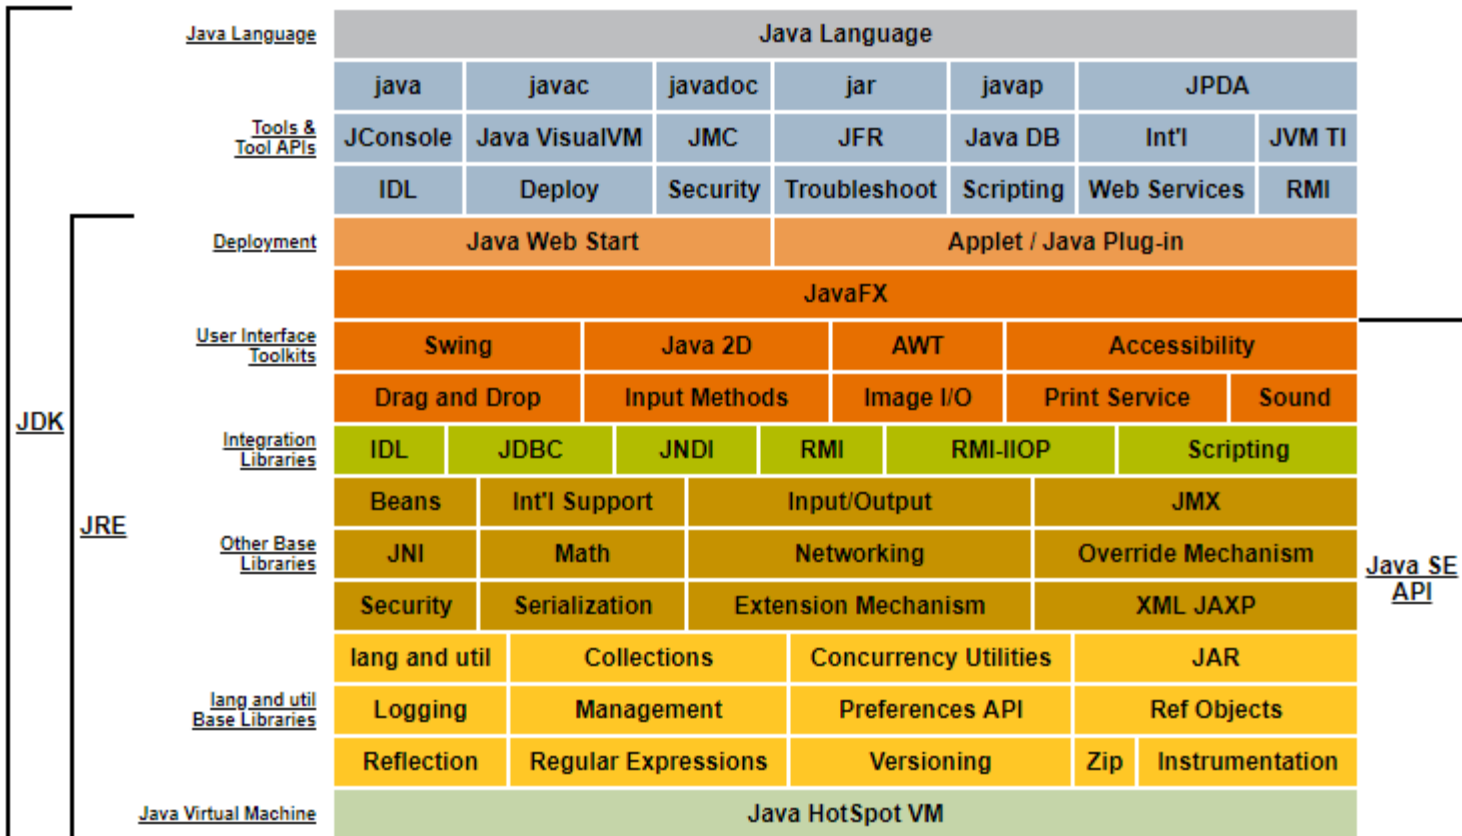 Java Language
Java Language
java javac javadoc jar javap JPDA
Tools &
Tool APIs
JConsole Java VisualVM JMC JFR Java DB Int'l JVM TI
IDL Deploy Security Troubleshoot Scripting Web Services RMI
Deployment
Java Web Start Applet / Java Plug-in
JavaFX
User Interface
Toolkits
Swing Java 2D AWT Accessibility
Drag and Drop Input Methods Image I/O Print Service Sound
JDK
Integration
Libraries
IDL JDBC JNDI RMI RMI-IIOP Scripting
Beans Int'l Support Input/Output JMX
JRE
Other Base
Libraries
JNI Math Networking Override Mechanism
Java SE
API
Security Serialization Extension Mechanism XML JAXP
lang and util Collections Concurrency Utilities JAR
lang and util
Base Libraries
Logging Management Preferences API Ref Objects
Reflection Regular Expressions Versioning Zip Instrumentation
Java Virtual Machine
Java HotSpot VM